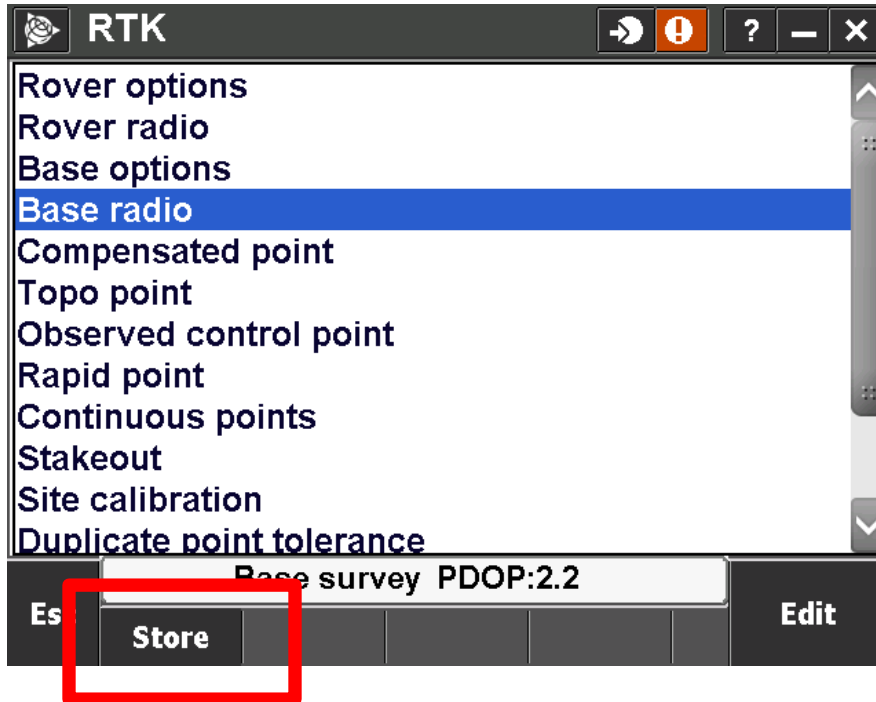 RTK
?
Rover options
Rover radio
Base options
Base radio
Compensated point
Topo point
Observed control point
Rapid point
Continuous points
Stakeout
Site calibration
Duplicate point tolerance
Base survey PDOP:2.2
Store
Edit